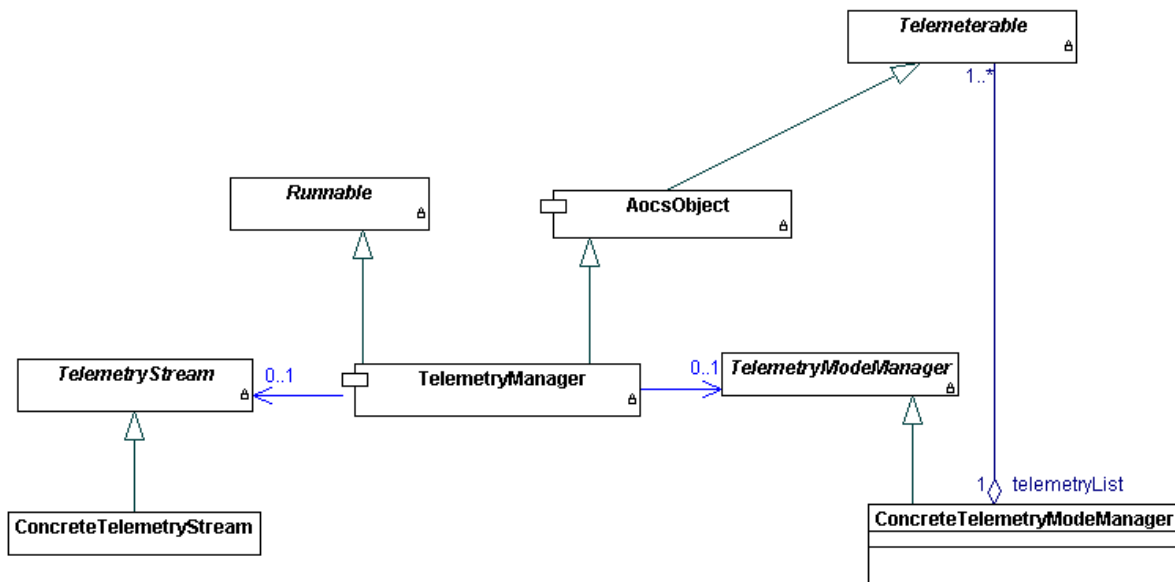 Telemeterable
1..*
Runnable
AocsObject
TelemetryStream
0..1
TelemetryManager
0..1
TelemetryModeManager
1
telemetryList
ConcreteTelemetryStream
ConcreteTelemetryModeManager